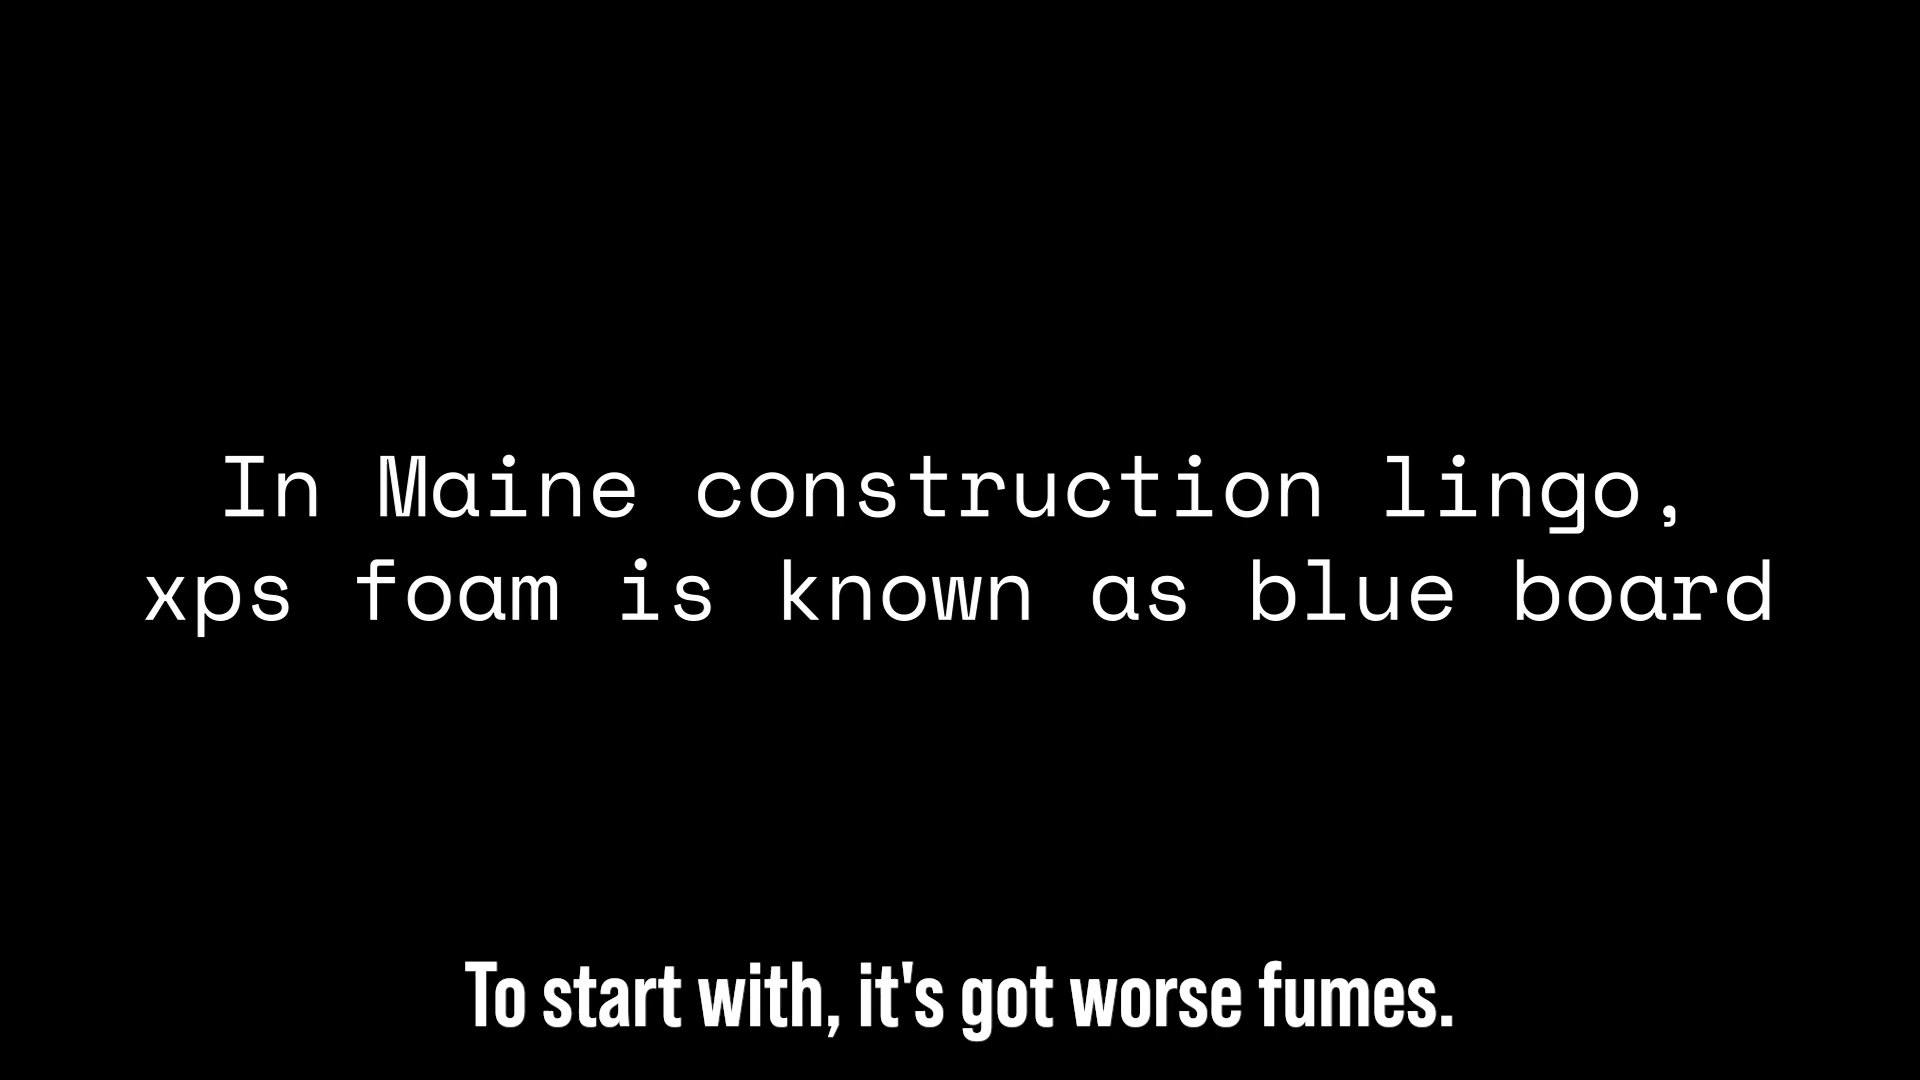 In Maine construction lingo,
xps foam is known as blue board
To start with, it's got worse fumes.